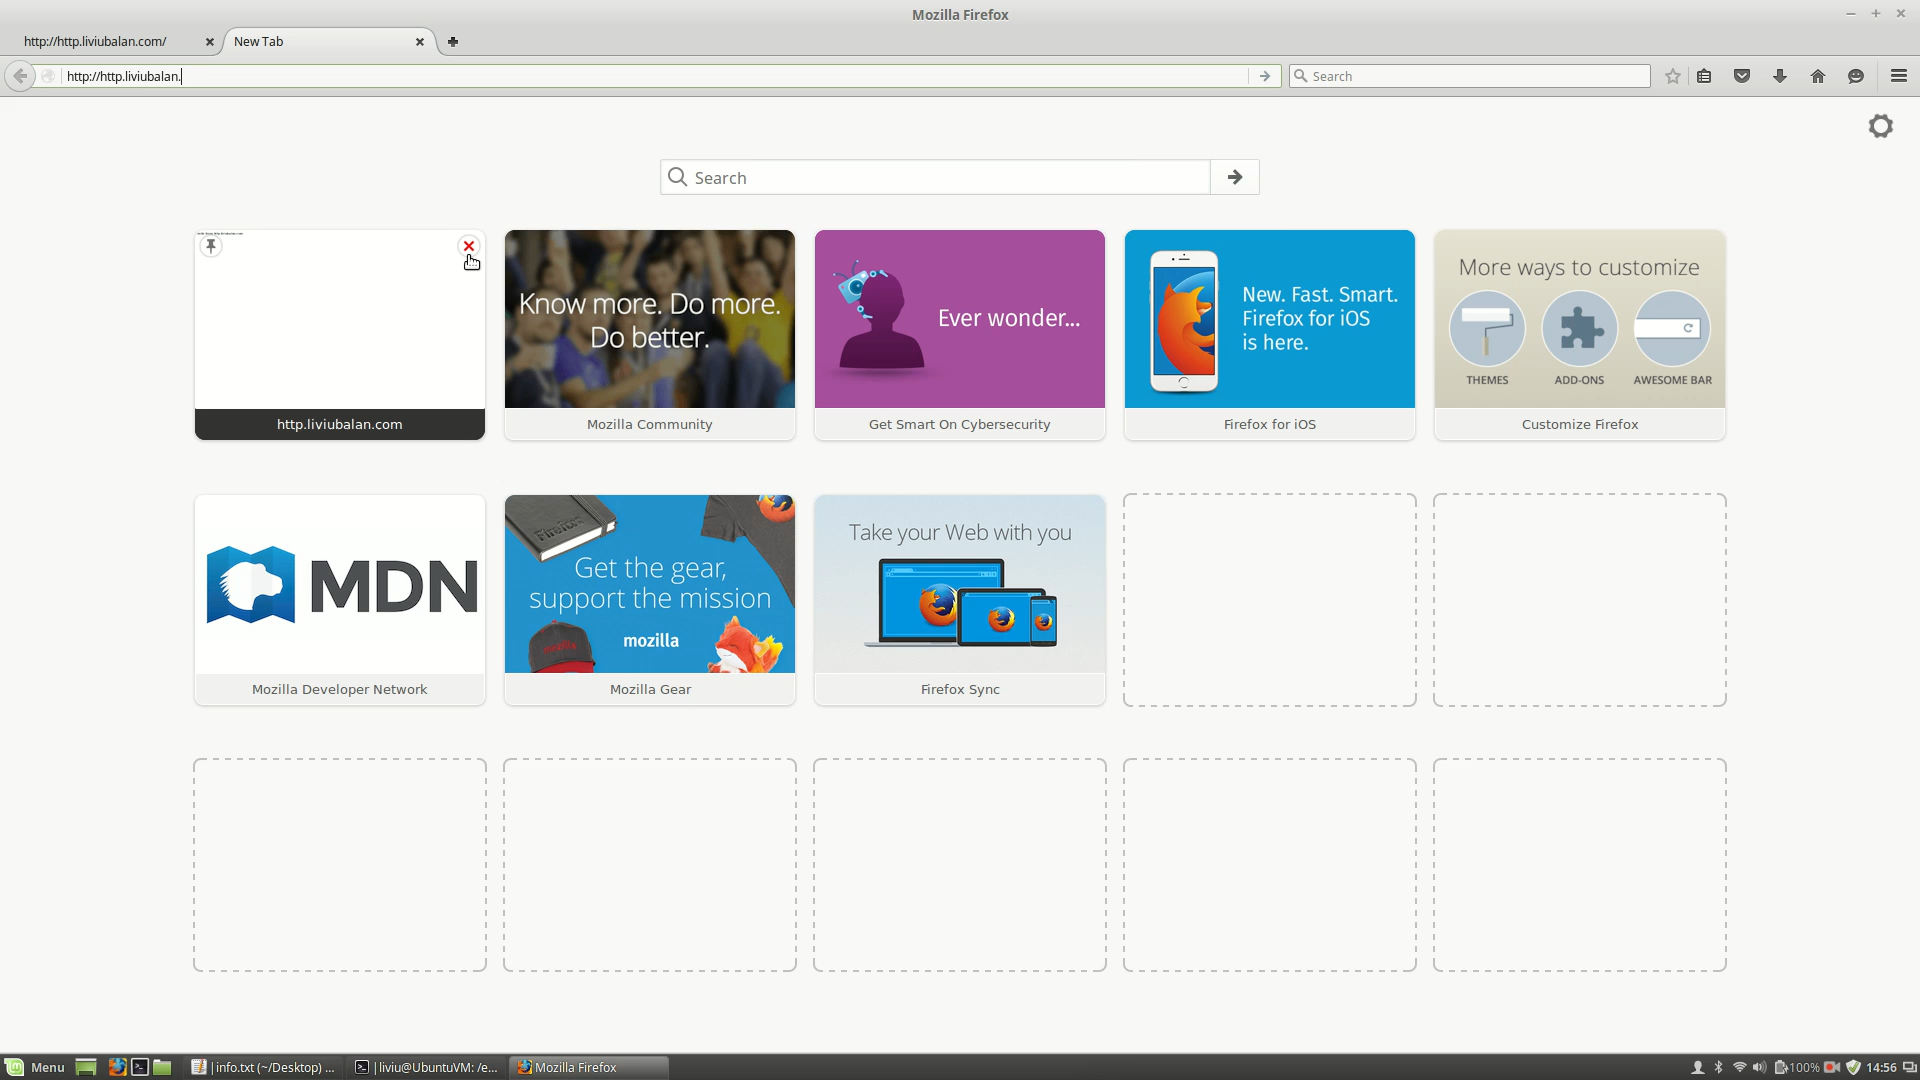 Mozilla Firefox
http://http.liviubalan.com/
New Tab
http://http.liviubalan.
Search
Search
http.liviubalan.com
Know more. Do more.
Do better.
Mozilla Community
Ever wonder...
Get Smart On Cybersecurity
New. Fast. Smart.
Firefox for iOS
is here.
Firefox for iOS
More ways to customize
THEMES
ADD-ONS
AWESOME BAR
Customize Firefox
MDN
Mozilla Developer Network
Firefox
Get the gear,
support the mission
mozilla
Mozilla Gear
Take your Web with you
Firefox Sync
Menu
info.txt (~/Desktop) ...
liviu@UbuntuVM: /e...
Mozilla Firefox
100%
14:56